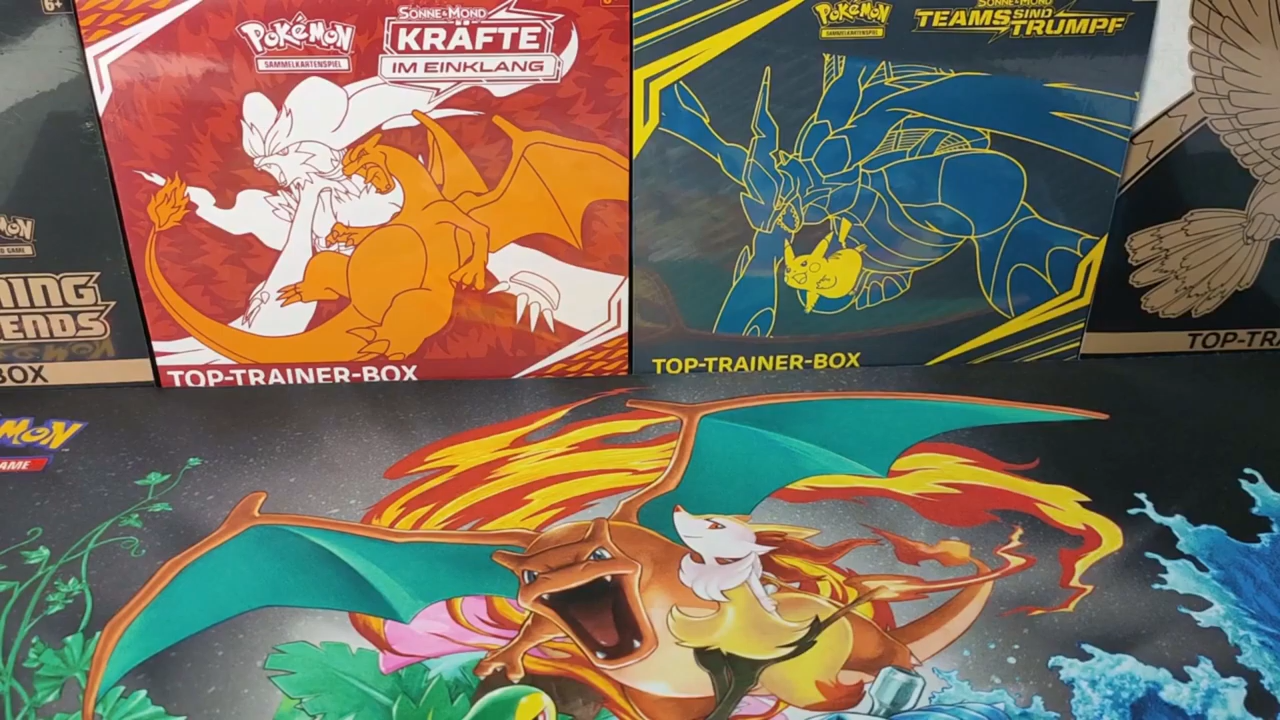 6+
POKéMON
SAMMELKARTENSPIEL
SONNE & MOND
KRÄFTE
IM EINKLANG
TOP-TRAINER-BOX
POKéMON
SAMMELKARTENSPIEL
SONNE & MOND
TEAMS SIND
TRUMPF
TOP-TRAINER-BOX
MON
D GAME
NING
ENDS
BOX
TOP-TRA
MON
AME